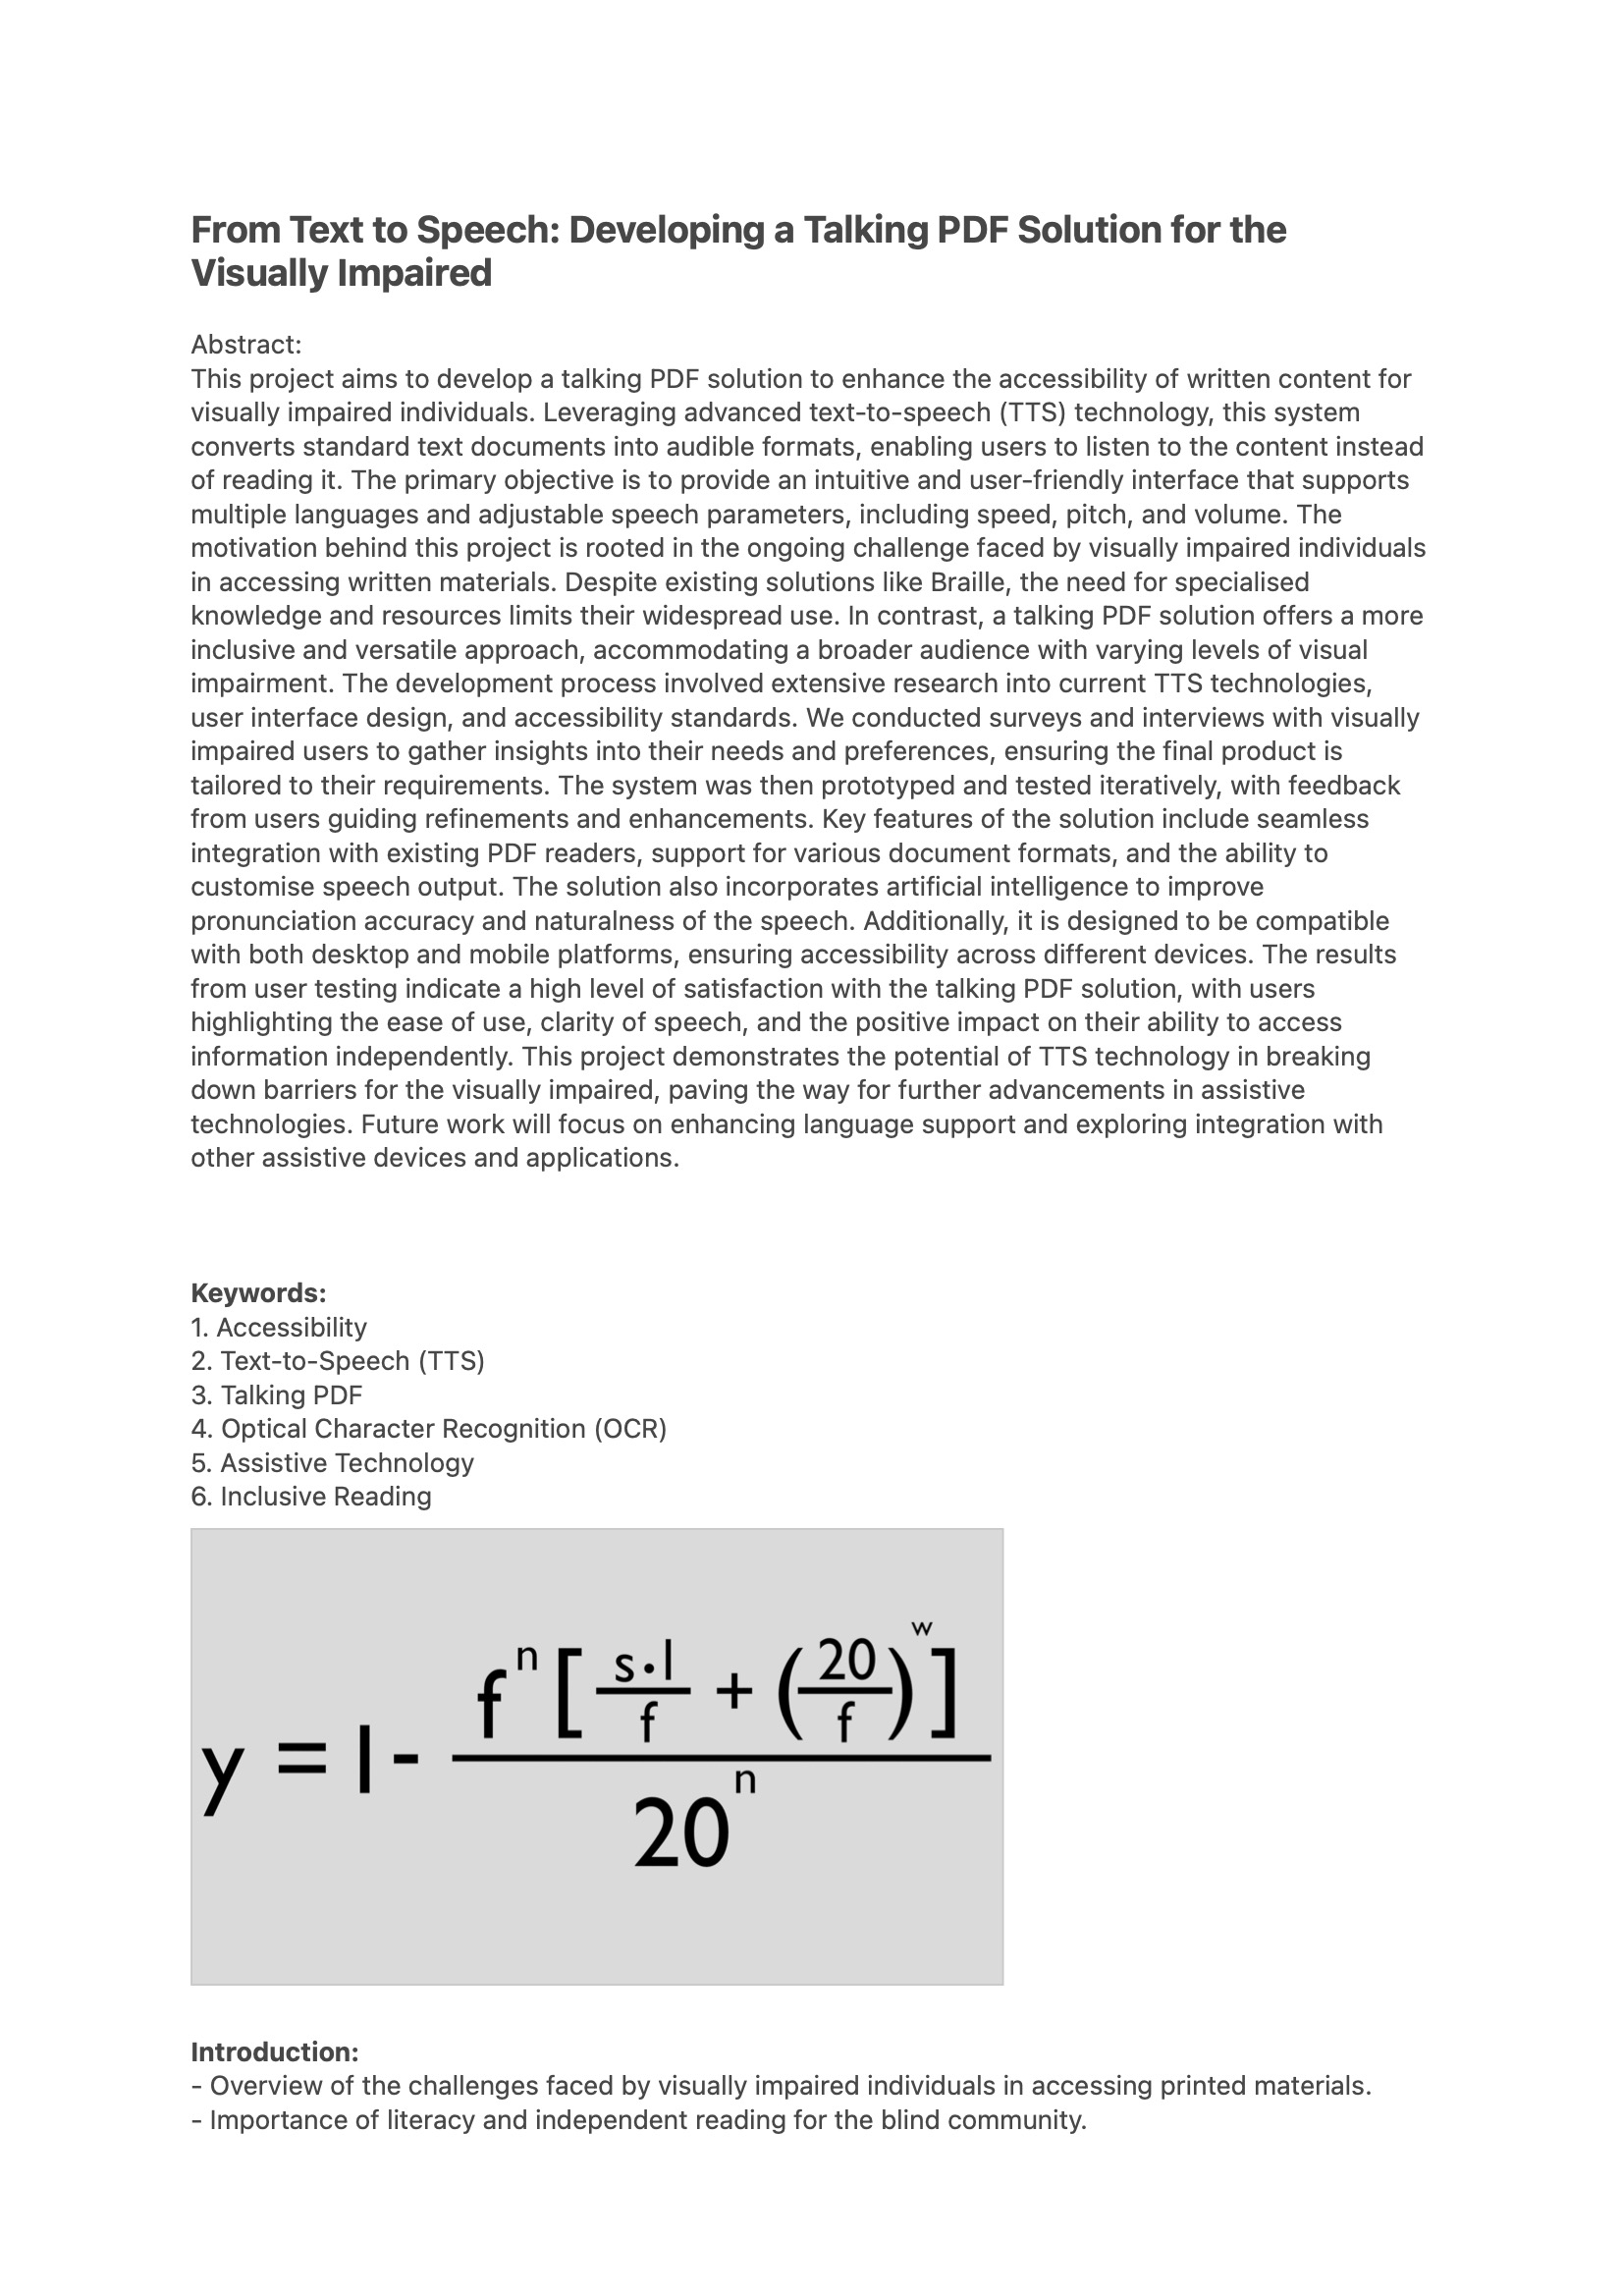 From Text to Speech: Developing a Talking PDF Solution for the
Visually Impaired
Abstract:
This project aims to develop a talking PDF solution to enhance the accessibility of written content for
visually impaired individuals. Leveraging advanced text-to-speech (TTS) technology, this system
converts standard text documents into audible formats, enabling users to listen to the content instead
of reading it. The primary objective is to provide an intuitive and user-friendly interface that supports
multiple languages and adjustable speech parameters, including speed, pitch, and volume. The
motivation behind this project is rooted in the ongoing challenge faced by visually impaired individuals
in accessing written materials. Despite existing solutions like Braille, the need for specialised
knowledge and resources limits their widespread use. In contrast, a talking PDF solution offers a more
inclusive and versatile approach, accommodating a broader audience with varying levels of visual
impairment. The development process involved extensive research into current TTS technologies,
user interface design, and accessibility standards. We conducted surveys and interviews with visually
impaired users to gather insights into their needs and preferences, ensuring the final product is
tailored to their requirements. The system was then prototyped and tested iteratively, with feedback
from users guiding refinements and enhancements. Key features of the solution include seamless
integration with existing PDF readers, support for various document formats, and the ability to
customise speech output. The solution also incorporates artificial intelligence to improve
pronunciation accuracy and naturalness of the speech. Additionally, it is designed to be compatible
with both desktop and mobile platforms, ensuring accessibility across different devices. The results
from user testing indicate a high level of satisfaction with the talking PDF solution, with users
highlighting the ease of use, clarity of speech, and the positive impact on their ability to access
information independently. This project demonstrates the potential of TTS technology in breaking
down barriers for the visually impaired, paving the way for further advancements in assistive
technologies. Future work will focus on enhancing language support and exploring integration with
other assistive devices and applications.
Keywords:
1. Accessibility
2. Text-to-Speech (TTS)
3. Talking PDF
4. Optical Character Recognition (OCR)
5. Assistive Technology
6. Inclusive Reading
y = l - f^n [ s·l/f + (20/f)^w ] / 20^n
Introduction:
- Overview of the challenges faced by visually impaired individuals in accessing printed materials.
- Importance of literacy and independent reading for the blind community.